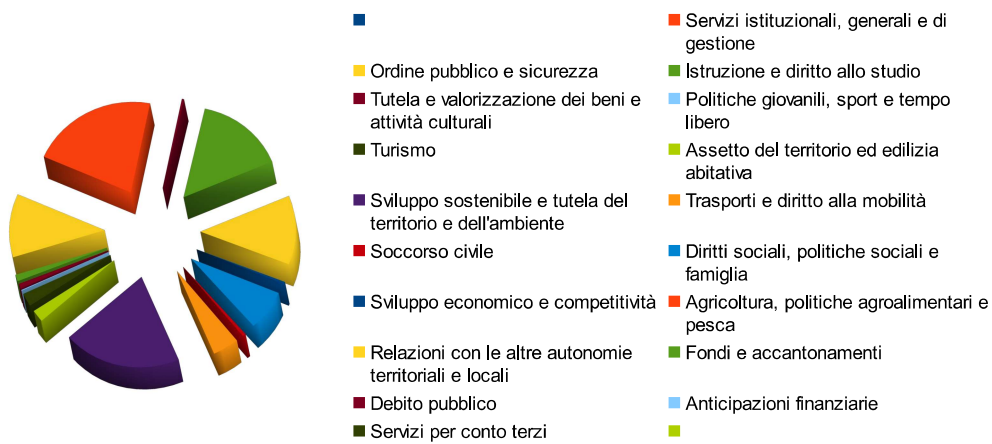 Servizi istituzionali, generali e di
gestione
Ordine pubblico e sicurezza
Istruzione e diritto allo studio
Tutela e valorizzazione dei beni e
attività culturali
Politiche giovanili, sport e tempo
libero
Turismo
Assetto del territorio ed edilizia
abitativa
Sviluppo sostenibile e tutela del
territorio e dell'ambiente
Trasporti e diritto alla mobilità
Soccorso civile
Diritti sociali, politiche sociali e
famiglia
Sviluppo economico e competitività
Agricoltura, politiche agroalimentari e
pesca
Relazioni con le altre autonomie
territoriali e locali
Fondi e accantonamenti
Debito pubblico
Anticipazioni finanziarie
Servizi per conto terzi